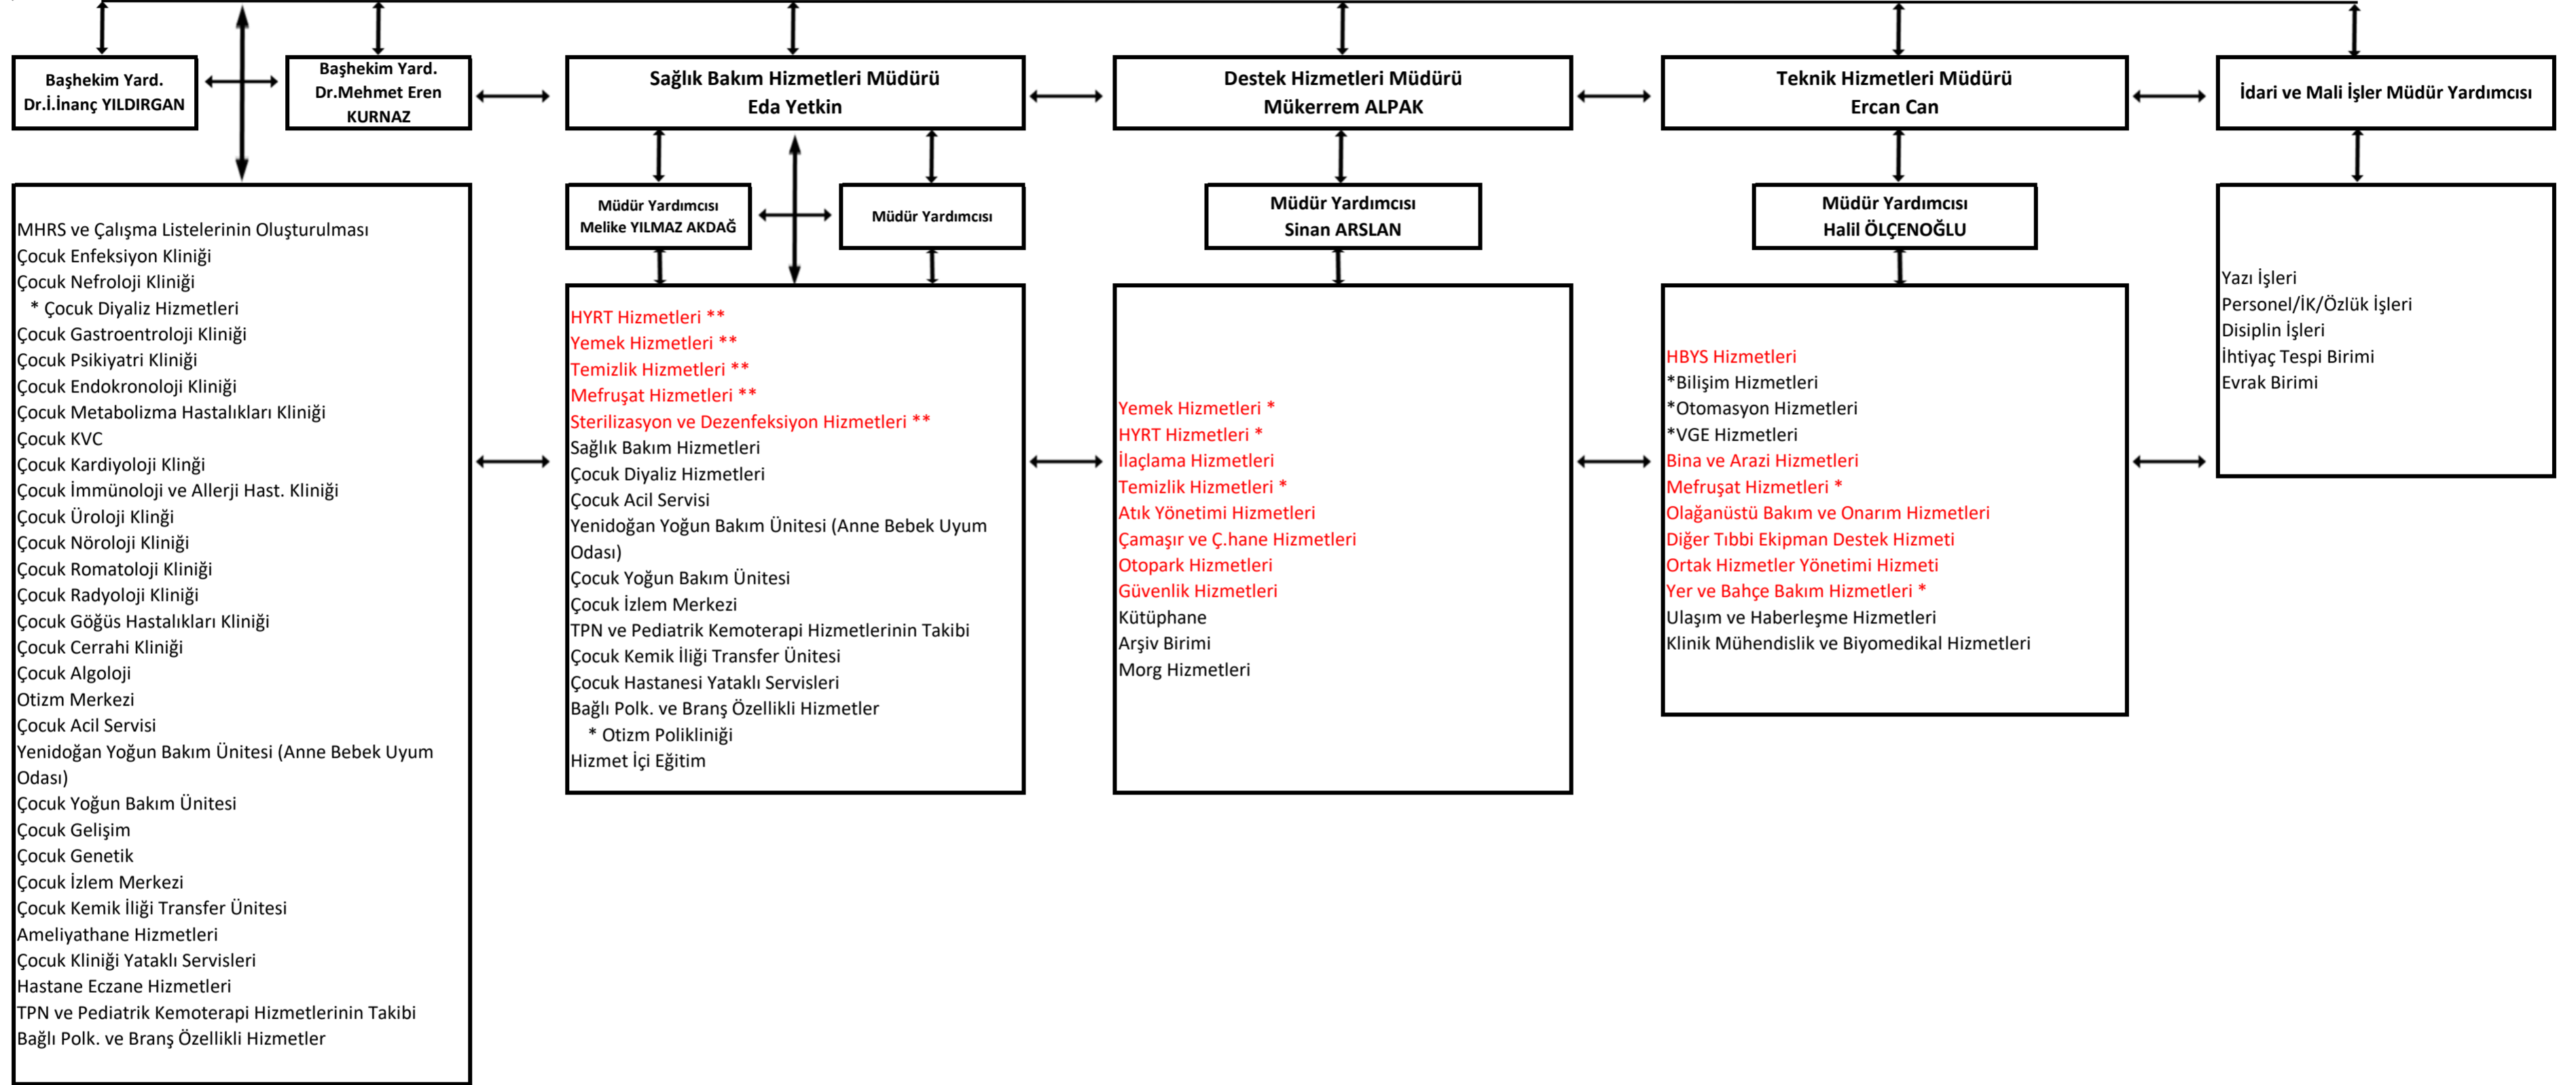 Başhekim Yard.
Dr.İ.İnanç YILDIRGAN
Başhekim Yard.
Dr.Mehmet Eren
KURNAZ
Sağlık Bakım Hizmetleri Müdürü
Eda Yetkin
Destek Hizmetleri Müdürü
Mükerrem ALPAK
Teknik Hizmetleri Müdürü
Ercan Can
İdari ve Mali İşler Müdür Yardımcısı
Müdür Yardımcısı
Melike YILMAZ AKDAĞ
Müdür Yardımcısı
Müdür Yardımcısı
Sinan ARSLAN
Müdür Yardımcısı
Halil ÖLÇENOĞLU
MHRS ve Çalışma Listelerinin Oluşturulması
Çocuk Enfeksiyon Kliniği
Çocuk Nefroloji Kliniği
* Çocuk Diyaliz Hizmetleri
Çocuk Gastroentroloji Kliniği
Çocuk Psikiyatri Kliniği
Çocuk Endokronoloji Kliniği
Çocuk Metabolizma Hastalıkları Kliniği
Çocuk KVC
Çocuk Kardiyoloji Klinği
Çocuk İmmünoloji ve Allerji Hast. Kliniği
Çocuk Üroloji Klinği
Çocuk Nöroloji Kliniği
Çocuk Romatoloji Kliniği
Çocuk Radyoloji Kliniği
Çocuk Göğüs Hastalıkları Kliniği
Çocuk Cerrahi Kliniği
Çocuk Algoloji
Otizm Merkezi
Çocuk Acil Servisi
Yenidoğan Yoğun Bakım Ünitesi (Anne Bebek Uyum
Odası)
Çocuk Yoğun Bakım Ünitesi
Çocuk Gelişim
Çocuk Genetik
Çocuk İzlem Merkezi
Çocuk Kemik İliği Transfer Ünitesi
Ameliyathane Hizmetleri
Çocuk Kliniği Yataklı Servisleri
Hastane Eczane Hizmetleri
TPN ve Pediatrik Kemoterapi Hizmetlerinin Takibi
Bağlı Polk. ve Branş Özellikli Hizmetler
HYRT Hizmetleri **
Yemek Hizmetleri **
Temizlik Hizmetleri **
Mefruşat Hizmetleri **
Sterilizasyon ve Dezenfeksiyon Hizmetleri **
Sağlık Bakım Hizmetleri
Çocuk Diyaliz Hizmetleri
Çocuk Acil Servisi
Yenidoğan Yoğun Bakım Ünitesi (Anne Bebek Uyum
Odası)
Çocuk Yoğun Bakım Ünitesi
Çocuk İzlem Merkezi
TPN ve Pediatrik Kemoterapi Hizmetlerinin Takibi
Çocuk Kemik İliği Transfer Ünitesi
Çocuk Hastanesi Yataklı Servisleri
Bağlı Polk. ve Branş Özellikli Hizmetler
* Otizm Polikliniği
Hizmet İçi Eğitim
Yemek Hizmetleri *
HYRT Hizmetleri *
İlaçlama Hizmetleri
Temizlik Hizmetleri *
Atık Yönetimi Hizmetleri
Çamaşır ve Ç.hane Hizmetleri
Otopark Hizmetleri
Güvenlik Hizmetleri
Kütüphane
Arşiv Birimi
Morg Hizmetleri
HBYS Hizmetleri
*Bilişim Hizmetleri
*Otomasyon Hizmetleri
*VGE Hizmetleri
Bina ve Arazi Hizmetleri
Mefruşat Hizmetleri *
Olağanüstü Bakım ve Onarım Hizmetleri
Diğer Tıbbi Ekipman Destek Hizmeti
Ortak Hizmetler Yönetimi Hizmeti
Yer ve Bahçe Bakım Hizmetleri *
Ulaşım ve Haberleşme Hizmetleri
Klinik Mühendislik ve Biyomedikal Hizmetleri
Yazı İşleri
Personel/İK/Özlük İşleri
Disiplin İşleri
İhtiyaç Tespi Birimi
Evrak Birimi